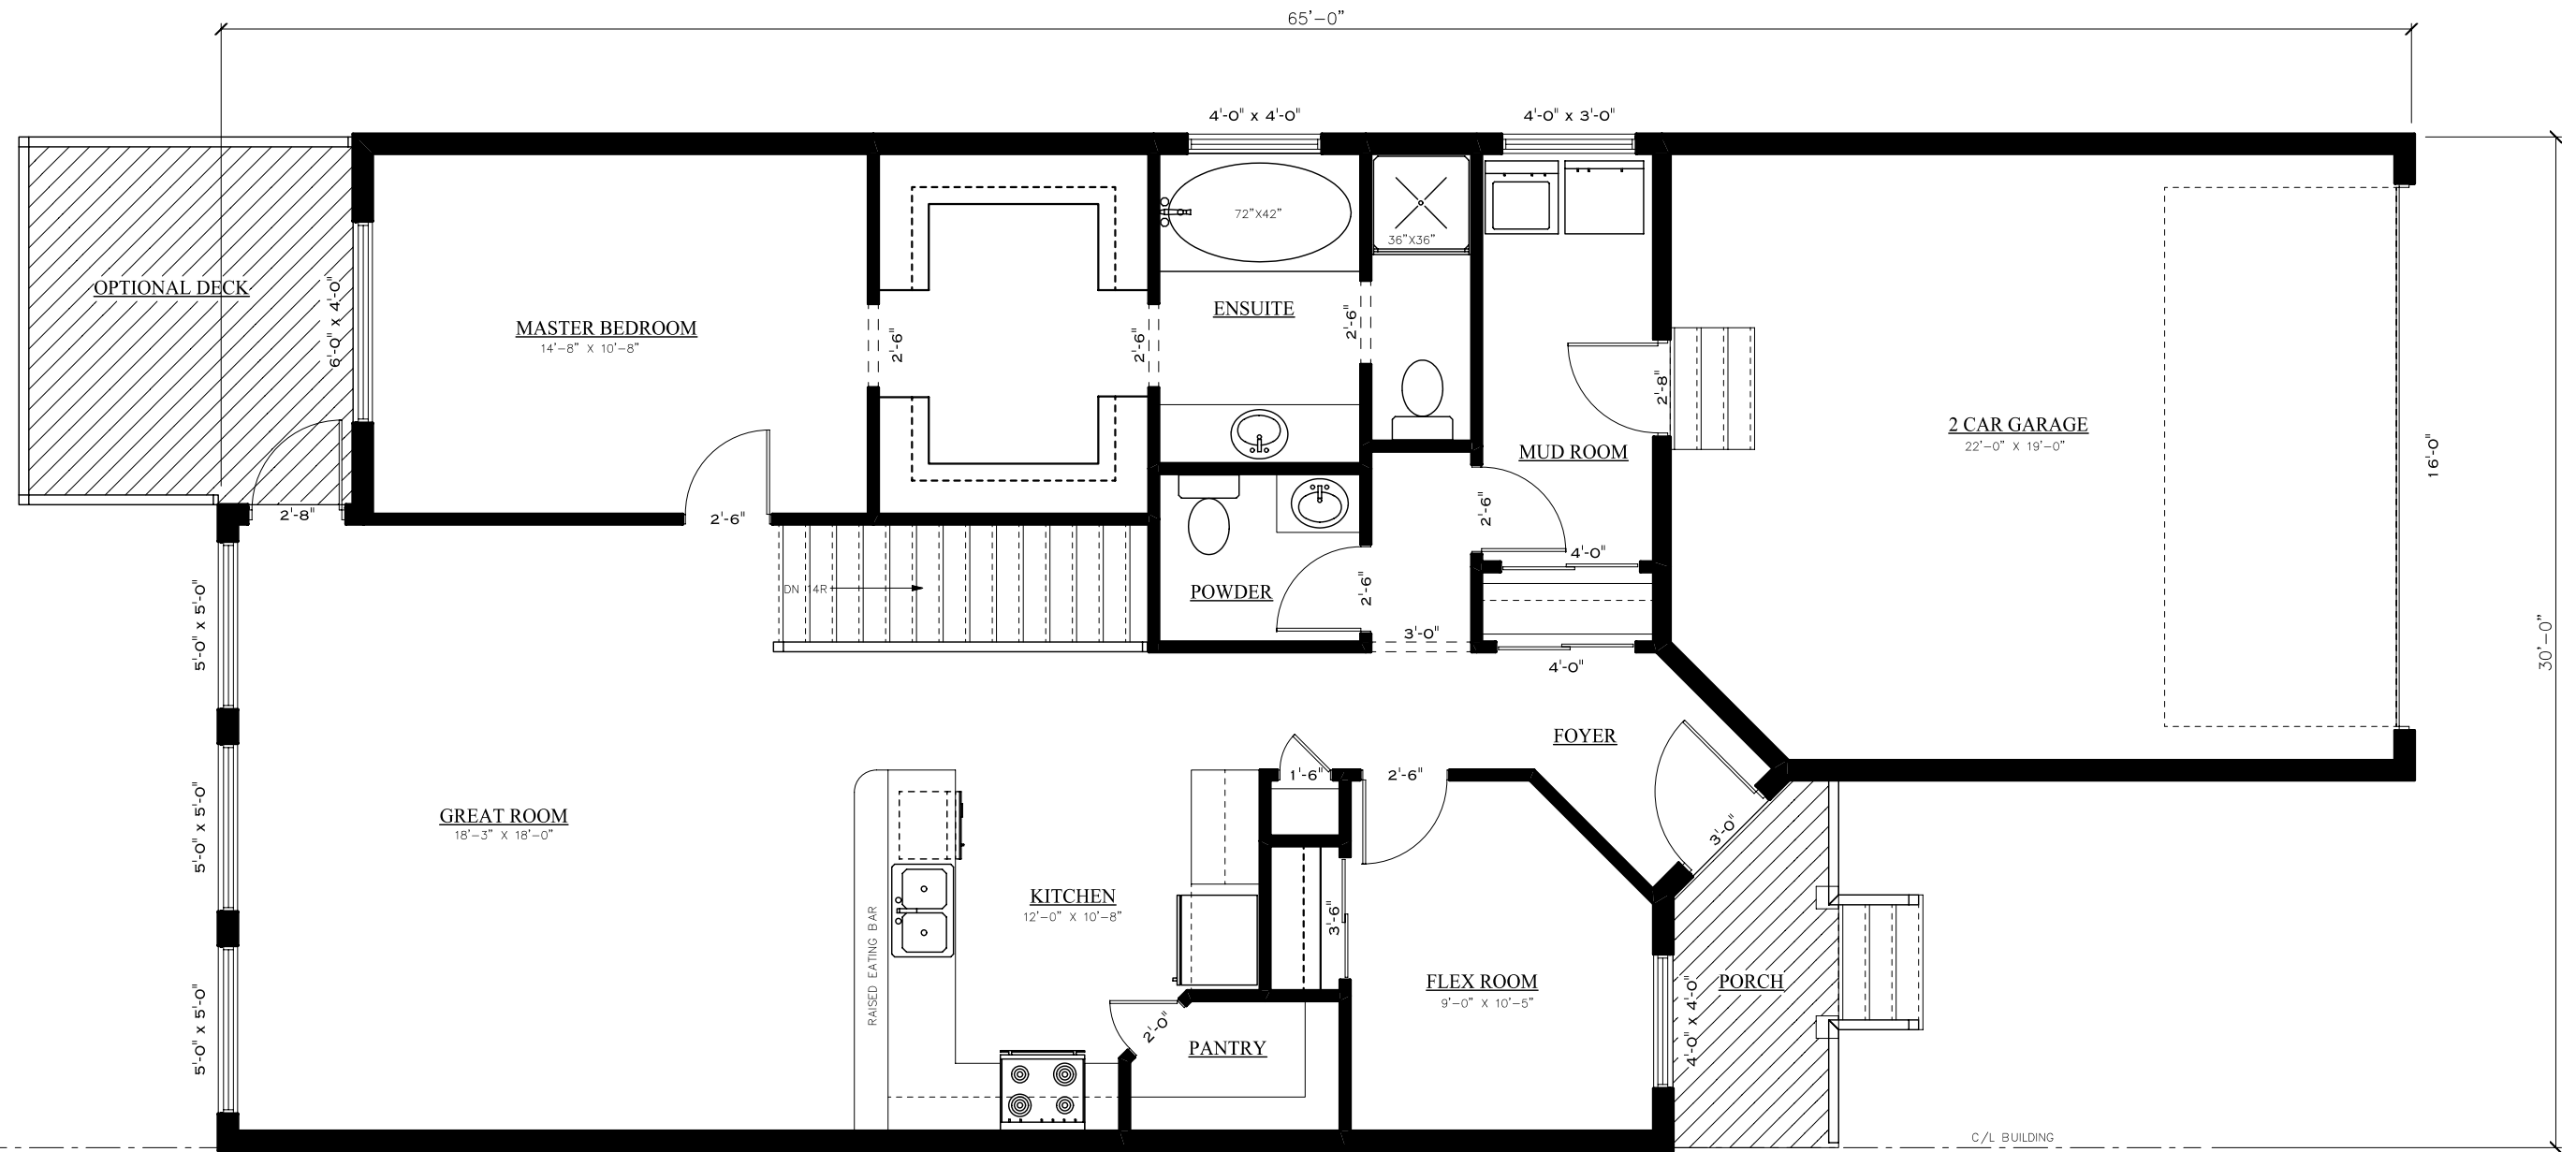 65'-0"
4'-0" x 4'-0"
4'-0" x 3'-0"
72"X42"
36"X36"
OPTIONAL DECK
6'-0" x 4'-0"
MASTER BEDROOM
14'-8" X 10'-8"
2'-6"
2'-6"
ENSUITE
2'-6"
2'-8"
MUD ROOM
2 CAR GARAGE
22'-0" X 19'-0"
16'-0"
2'-8"
2'-6"
2'-6"
4'-0"
DN 14R
POWDER
2'-6"
3'-0"
4'-0"
30'-0"
5'-0" x 5'-0"
FOYER
1'-6"
2'-6"
5'-0" x 5'-0"
GREAT ROOM
18'-3" X 18'-0"
3'-0"
RAISED EATING BAR
KITCHEN
12'-0" X 10'-8"
3'-6"
FLEX ROOM
9'-0" X 10'-5"
4'-0" x 4'-0"
PORCH
5'-0" x 5'-0"
2'-0"
PANTRY
C/L BUILDING